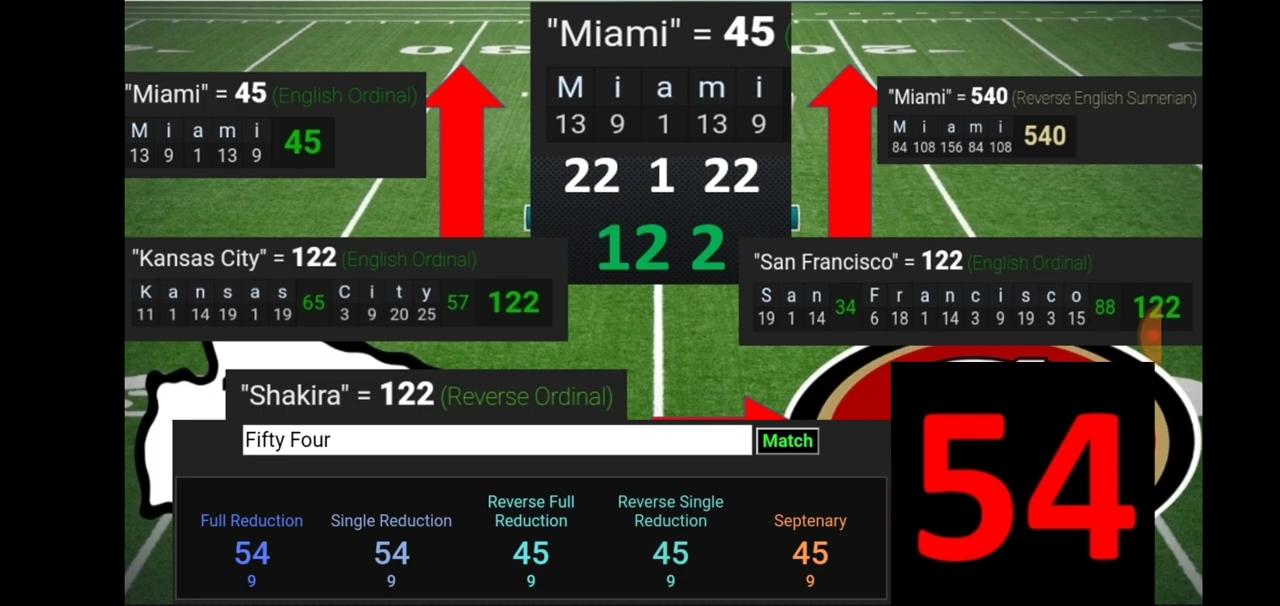 "Miami" = 45
M i a m i
13 9 1 13 9
22 1 22
12 2
"Miami" = 45 (English Ordinal)
M i a m i 45
13 9 1 13 9
"Miami" = 540 (Reverse English Sumerian)
M i a m i 540
84 108 156 84 108
"Kansas City" = 122 (English Ordinal)
K a n s a s 65 C i t y 57 122
11 1 14 19 1 19 3 9 20 25
"San Francisco" = 122 (English Ordinal)
S a n 34 F r a n c i s c o 88 122
19 1 14 6 18 1 14 3 9 19 3 15
"Shakira" = 122 (Reverse Ordinal)
Fifty Four Match
Full Reduction
54
9
Single Reduction
54
9
Reverse Full
Reduction
45
9
Reverse Single
Reduction
45
9
Septenary
45
9
54